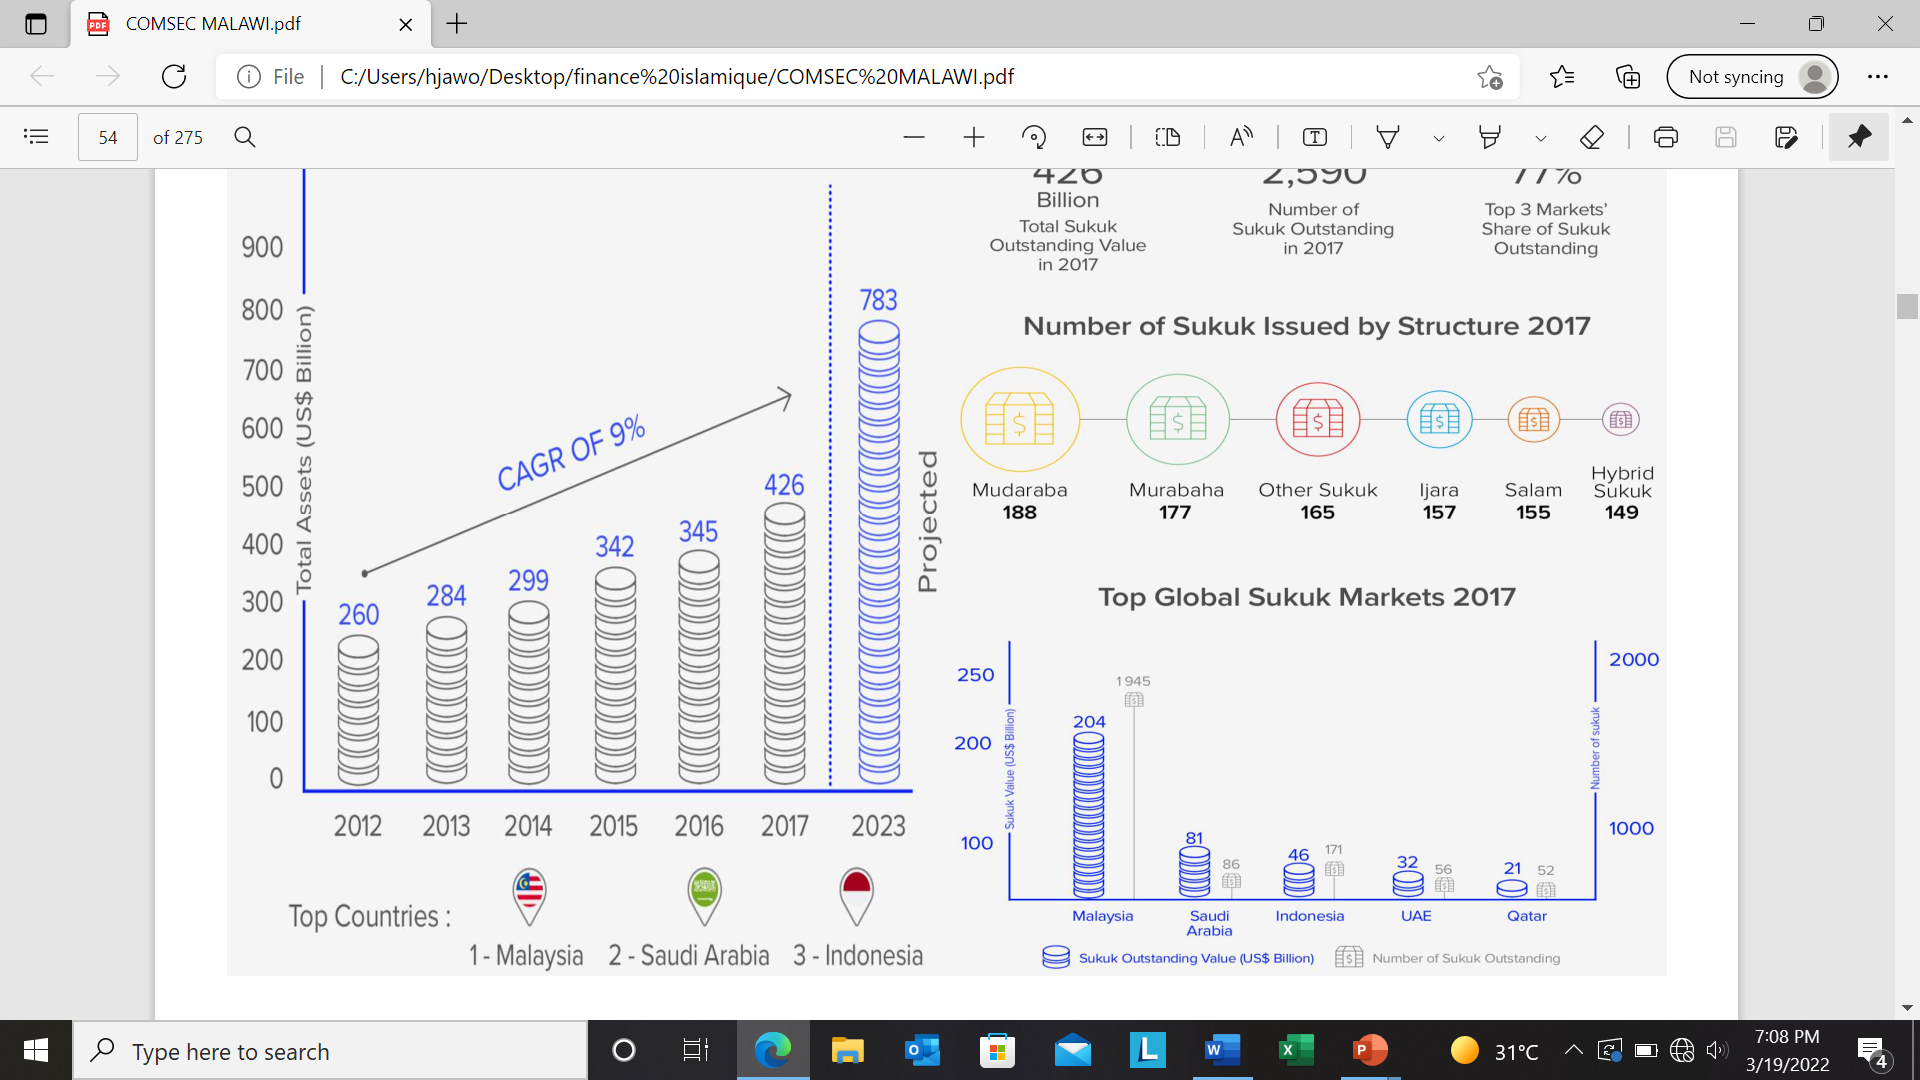 COMSEC MALAWI.pdf
File
C:/Users/hjawo/Desktop/finance%20islamique/COMSEC%20MALAWI.pdf
Not syncing
54 of 275
426
Billion
Total Sukuk
Outstanding Value
in 2017
2,590
Number of
Sukuk Outstanding
in 2017
77%
Top 3 Markets'
Share of Sukuk
Outstanding
900
800
700
600
500
400
300
200
100
0
Total Assets (US$ Billion)
CAGR OF 9%
260
284
299
342
345
426
783
Projected
2012 2013 2014 2015 2016 2017 2023
Top Countries :
1 - Malaysia 2 - Saudi Arabia 3 - Indonesia
Number of Sukuk Issued by Structure 2017
Mudaraba
188
Murabaha
177
Other Sukuk
165
Ijara
157
Salam
155
Hybrid
Sukuk
149
Top Global Sukuk Markets 2017
250
200
100
Sukuk Value (US$ Billion)
2000
1000
Number of sukuk
204
1945
81
86
46
171
32
56
21
52
Malaysia
Saudi
Arabia
Indonesia
UAE
Qatar
Sukuk Outstanding Value (US$ Billion)
Number of Sukuk Outstanding
Type here to search
31°C
7:08 PM
3/19/2022
4